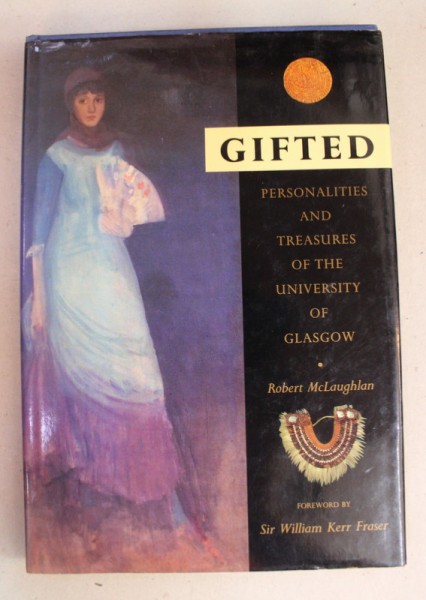 GIFTED
PERSONALITIES
AND
TREASURES
OF THE
UNIVERSITY
OF
GLASGOW
Robert McLaughlan
FOREWORD BY
Sir William Kerr Fraser